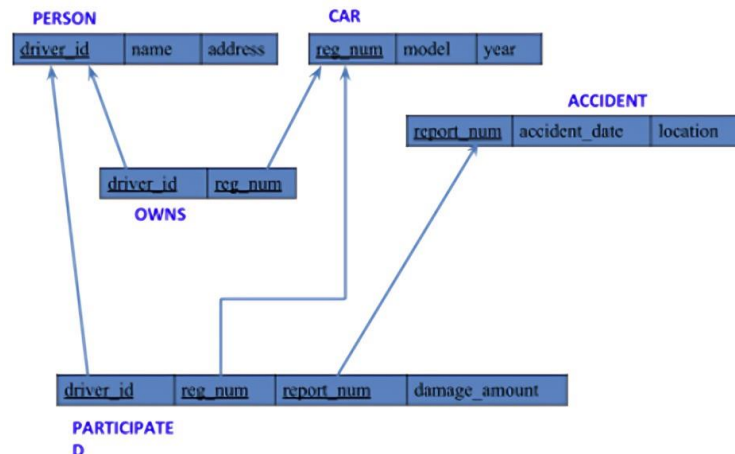 PERSON
CAR
driver_id name address
reg_num model year
ACCIDENT
report_num accident_date location
driver_id reg_num
OWNS
driver_id reg_num report_num damage_amount
PARTICIPATE
D